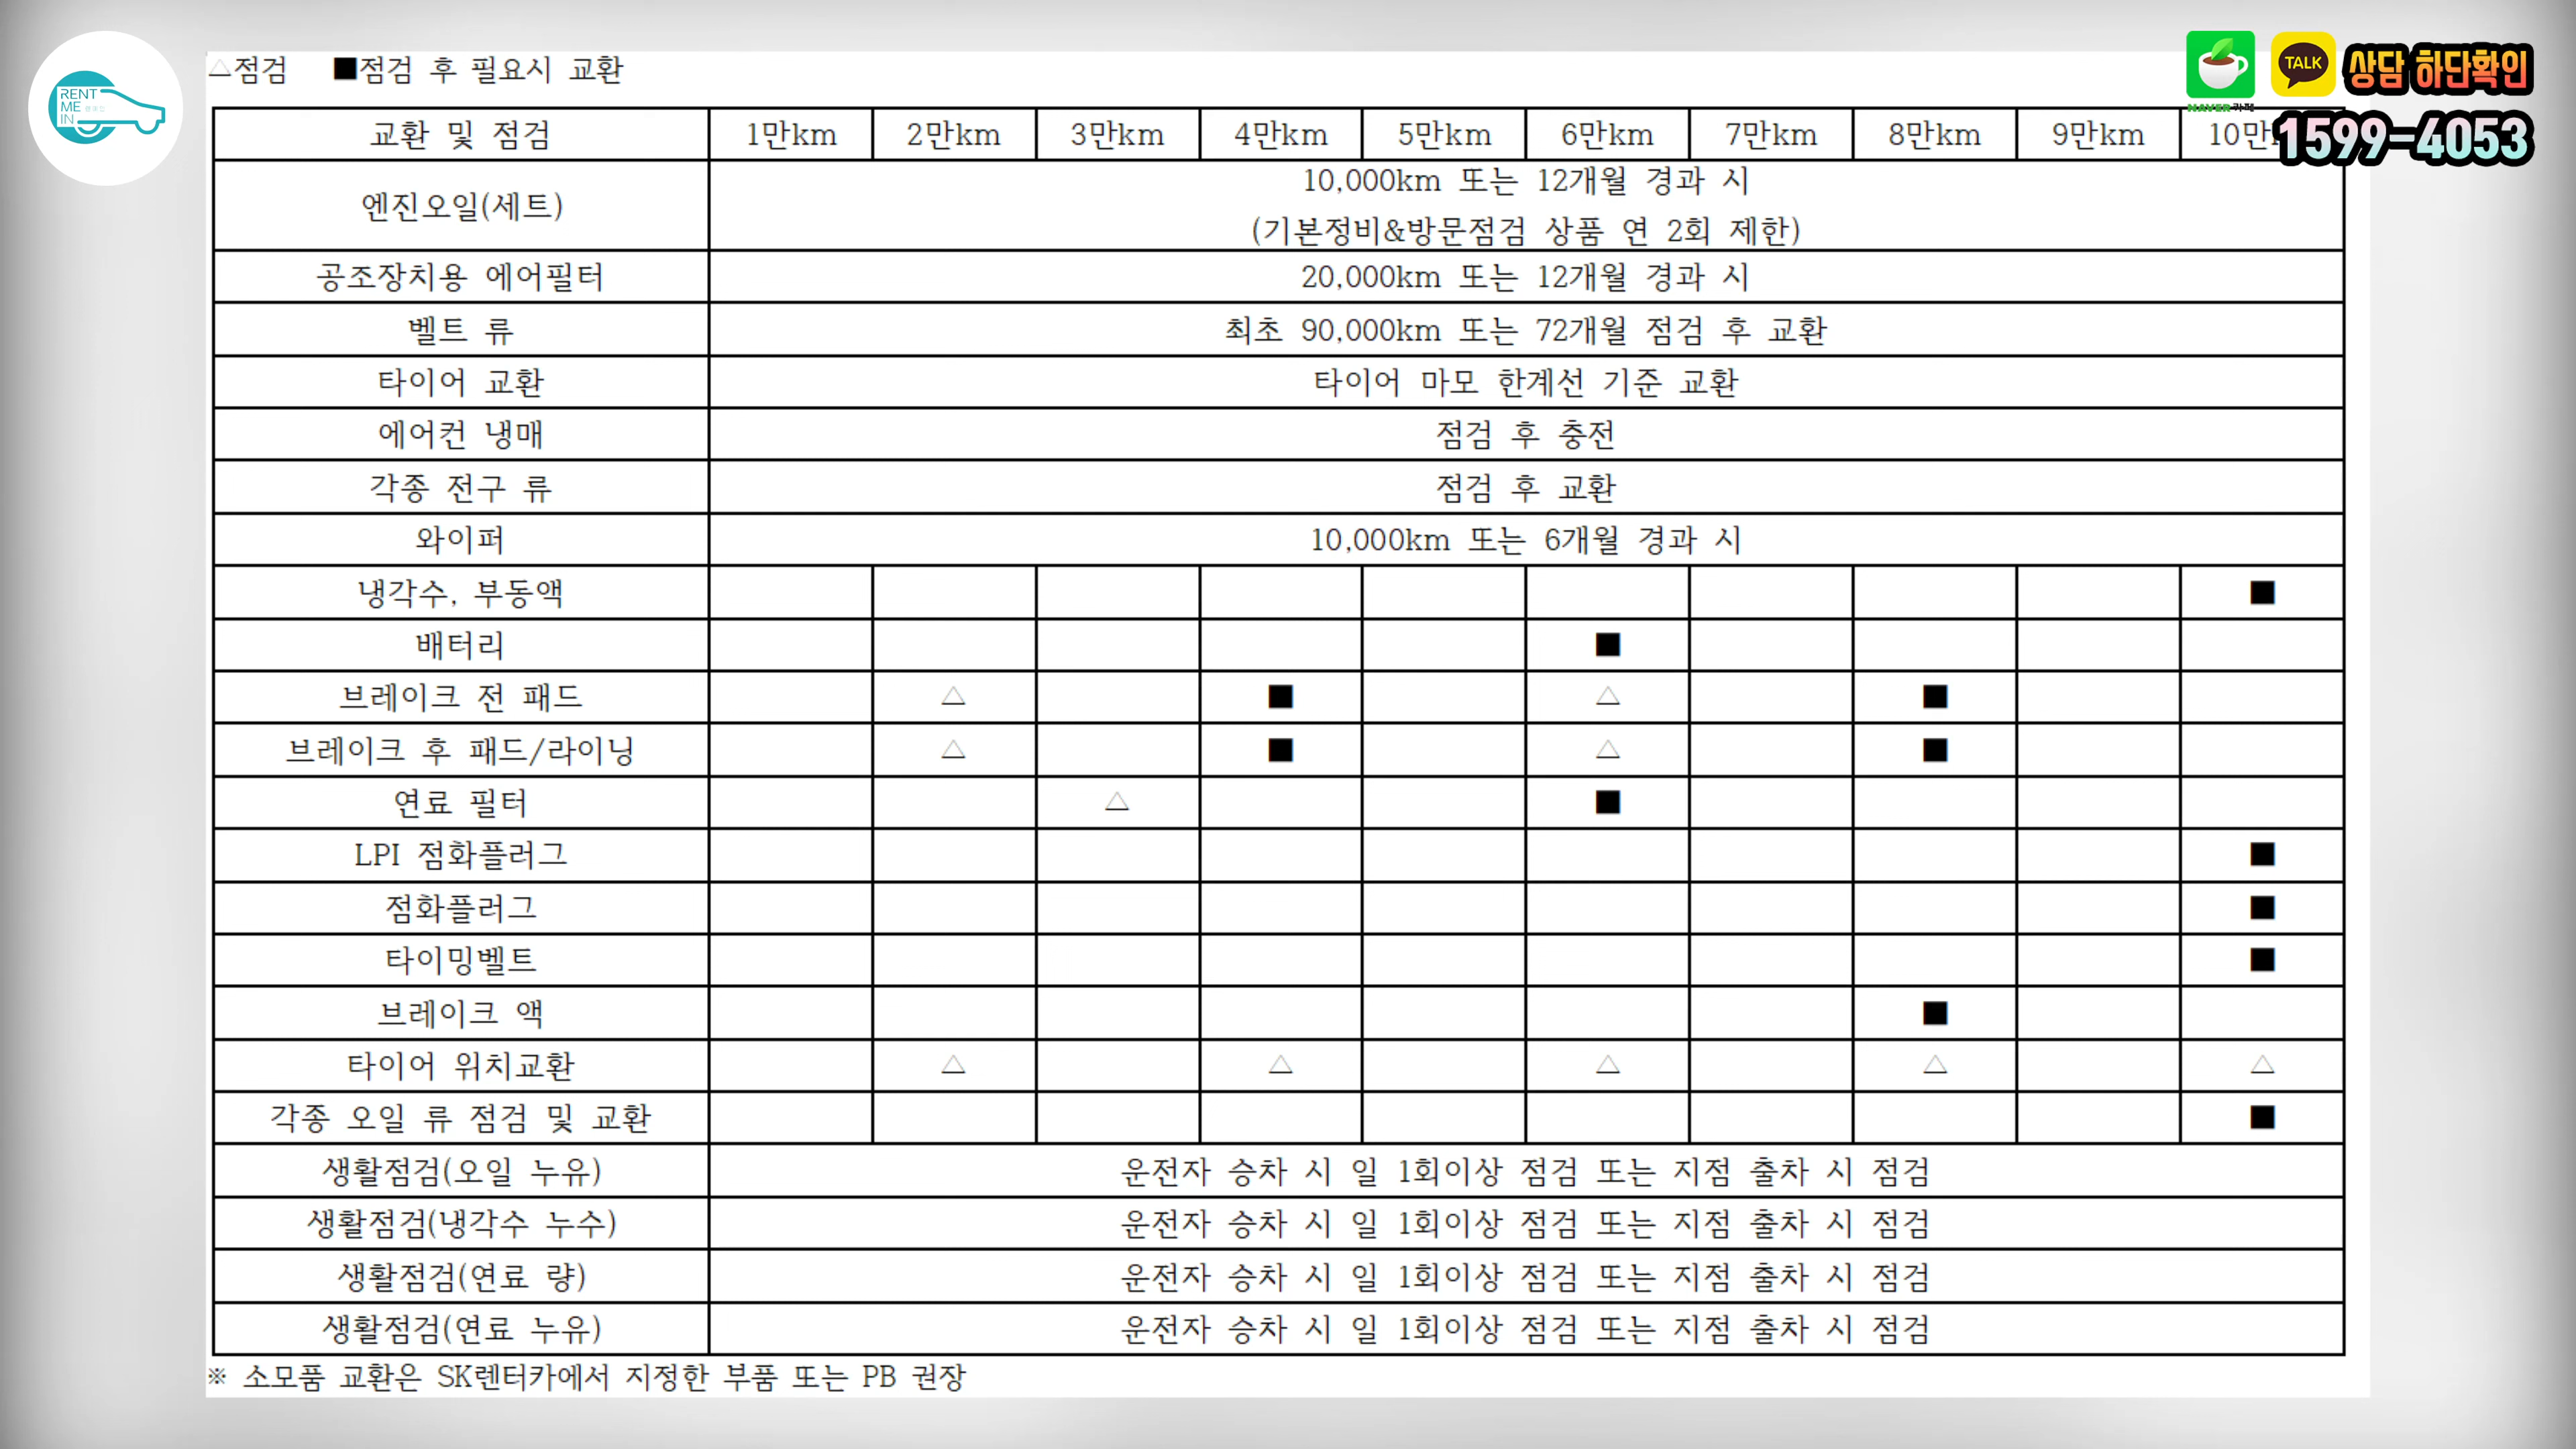 RENT
ME 렌트미
IN
△점검 ■점검 후 필요시 교환
NAVER 카페
TALK
상담 하단확인
1599-4053
교환 및 점검 1만km 2만km 3만km 4만km 5만km 6만km 7만km 8만km 9만km 10만
엔진오일(세트) 10,000km 또는 12개월 경과 시
(기본정비&방문점검 상품 연 2회 제한)
공조장치용 에어필터 20,000km 또는 12개월 경과 시
벨트 류 최초 90,000km 또는 72개월 점검 후 교환
타이어 교환 타이어 마모 한계선 기준 교환
에어컨 냉매 점검 후 충전
각종 전구 류 점검 후 교환
와이퍼 10,000km 또는 6개월 경과 시
냉각수, 부동액 ■
배터리 ■
브레이크 전 패드 △ ■ △ ■
브레이크 후 패드/라이닝 △ ■ △ ■
연료 필터 △ ■
LPI 점화플러그 ■
점화플러그 ■
타이밍벨트 ■
브레이크 액 ■
타이어 위치교환 △ △ △ △ △
각종 오일 류 점검 및 교환 ■
생활점검(오일 누유) 운전자 승차 시 일 1회이상 점검 또는 지점 출차 시 점검
생활점검(냉각수 누수) 운전자 승차 시 일 1회이상 점검 또는 지점 출차 시 점검
생활점검(연료 량) 운전자 승차 시 일 1회이상 점검 또는 지점 출차 시 점검
생활점검(연료 누유) 운전자 승차 시 일 1회이상 점검 또는 지점 출차 시 점검
※ 소모품 교환은 SK렌터카에서 지정한 부품 또는 PB 권장